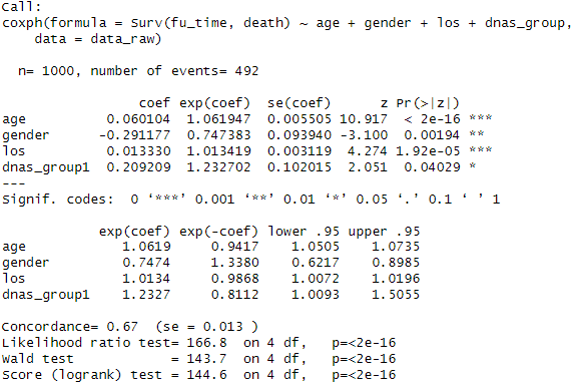 Call:
coxph(formula = Surv(fu_time, death) ~ age + gender + los + dnas_group,
    data = data_raw)
  n= 1000, number of events= 492
                 coef exp(coef)  se(coef)      z Pr(>|z|)
age          0.060104  1.061947  0.005505 10.917  < 2e-16 ***
gender      -0.291177  0.747383  0.093940 -3.100  0.00194 **
los          0.013330  1.013419  0.003119  4.274 1.92e-05 ***
dnas_group1  0.209209  1.232702  0.102015  2.051  0.04029 *
---
Signif. codes:  0 ‘***’ 0.001 ‘**’ 0.01 ‘*’ 0.05 ‘.’ 0.1 ‘ ’ 1
            exp(coef) exp(-coef) lower .95 upper .95
age            1.0619     0.9417    1.0505    1.0735
gender         0.7474     1.3380    0.6217    0.8985
los            1.0134     0.9868    1.0072    1.0196
dnas_group1    1.2327     0.8112    1.0093    1.5055
Concordance= 0.67  (se = 0.013 )
Likelihood ratio test= 166.8  on 4 df,   p=<2e-16
Wald test            = 143.7  on 4 df,   p=<2e-16
Score (logrank) test = 144.6  on 4 df,   p=<2e-16